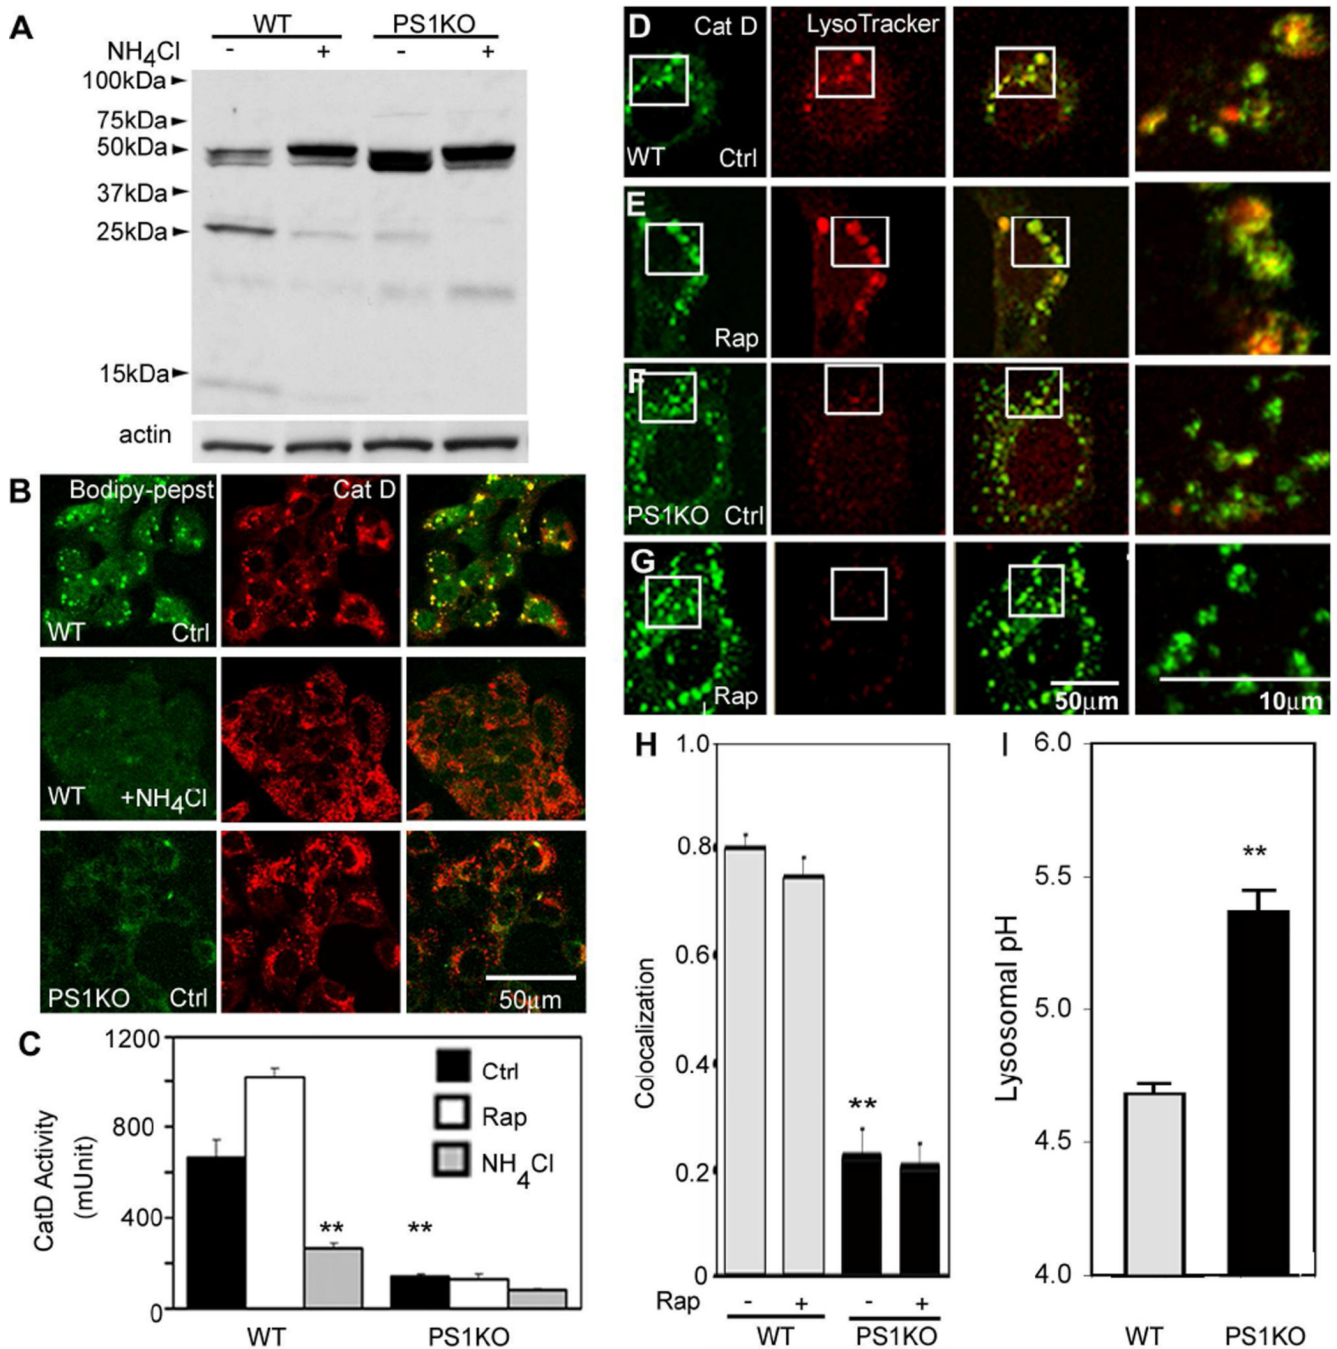 A
WT PS1KO
NH4Cl - + - +
100kDa
75kDa
50kDa
37kDa
25kDa
15kDa
actin
B
Bodipy-pepst Cat D
WT Ctrl
WT +NH4Cl
PS1KO Ctrl
50µm
C
1200
800
400
0
CatD Activity
(mUnit)
Ctrl
Rap
NH4Cl
** **
WT PS1KO
D Cat D LysoTracker
WT Ctrl
E
Rap
F
PS1KO Ctrl
G
Rap
50µm 10µm
H
1.0
0.8
0.6
0.4
0.2
0
Colocalization
**
Rap - + - +
WT PS1KO
I
6.0
5.5
5.0
4.5
4.0
Lysosomal pH
**
WT PS1KO